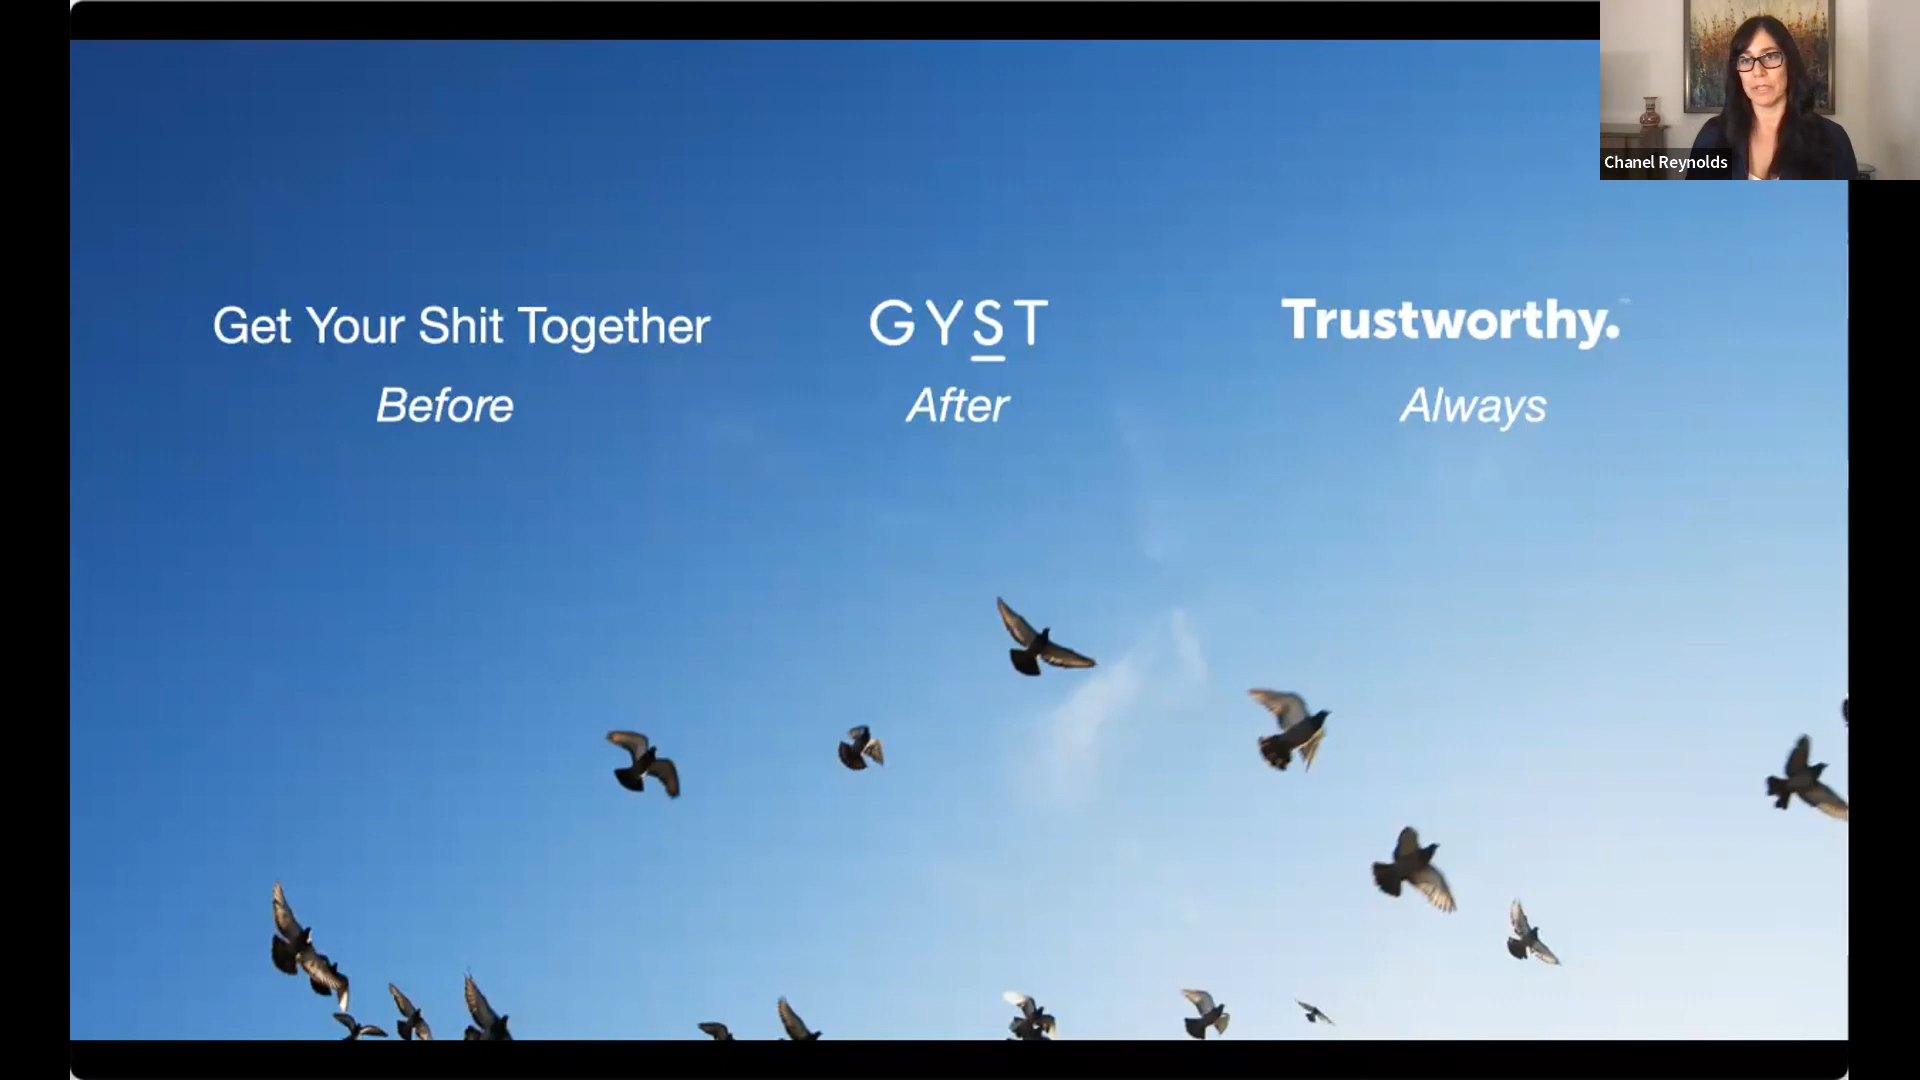 Get Your Shit Together
GYST
Trustworthy.
Before
After
Always
Chanel Reynolds